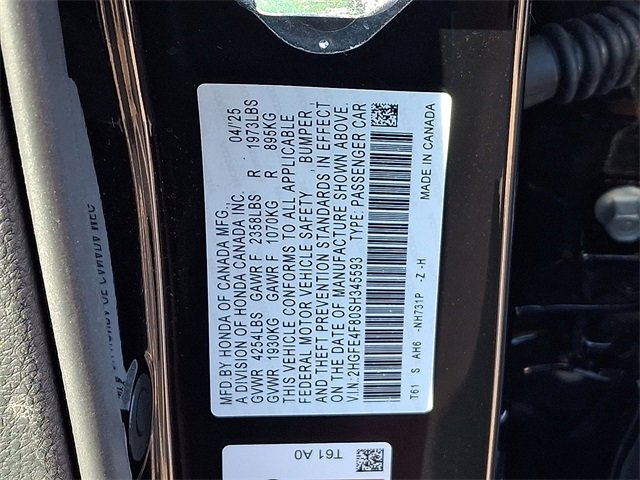 MFD.BY HONDA OF CANADA MFG.,
A DIVISION OF HONDA CANADA INC. 04/'25
GVWR 4254LBS GAWR F 2358LBS R 1973LBS
GVWR 1930KG GAWR F 1070KG R 895KG
THIS VEHICLE CONFORMS TO ALL APPLICABLE
FEDERAL MOTOR VEHICLE SAFETY, BUMPER,
AND THEFT PREVENTION STANDARDS IN EFFECT
ON THE DATE OF MANUFACTURE SHOWN ABOVE.
V.I.N:2HGFE4F80SH345593 TYPE: PASSENGER CAR
T61 S AH6 -NH731P -Z -H
MADE IN CANADA
T61 A0